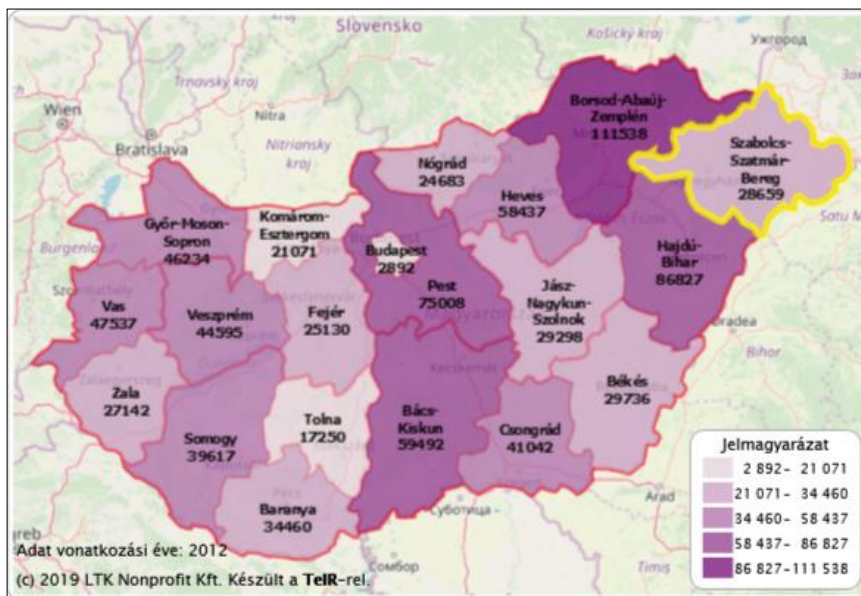 Slovensko
Košický kraj
Ужгород
Trnavský kraj
Wien
Nitra
Bratislava
Nitriansky kraj
Borsod-Abaúj-
Zemplén
111538
Szabolcs-
Szatmár-
Bereg
28659
Nógrád
24683
Heves
58437
Satu M
Győr-Moson-
Sopron
46234
Komárom-
Esztergom
21071
Burgenland
Budapest
2892
Hajdú-
Bihar
86827
Pest
75008
Jász-
Nagykun-
Szolnok
29298
Vas
47537
Veszprém
44595
Fejér
25130
Oradea
Bihor
Zala
27142
Békés
29736
Tolna
17250
Bács-
Kiskun
59492
Csongrád
41042
Somogy
39617
Baranya
34460
Arad
Суботица
Сомбор
Timiș
Jelmagyarázat
2 892- 21 071
21 071- 34 460
34 460- 58 437
58 437- 86 827
86 827-111 538
Adat vonatkozási éve: 2012
(c) 2019 LTK Nonprofit Kft. Készült a TeIR-rel.